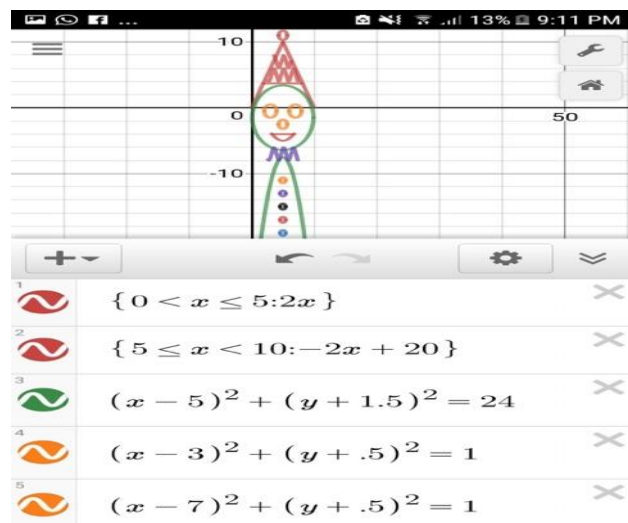 ... 13% 9:11 PM
10
0
50
-10
1
{0 < x ≤ 5:2x}
2
{5 ≤ x < 10:−2x + 20}
3
(x − 5)² + (y + 1.5)² = 24
4
(x − 3)² + (y + .5)² = 1
5
(x − 7)² + (y + .5)² = 1